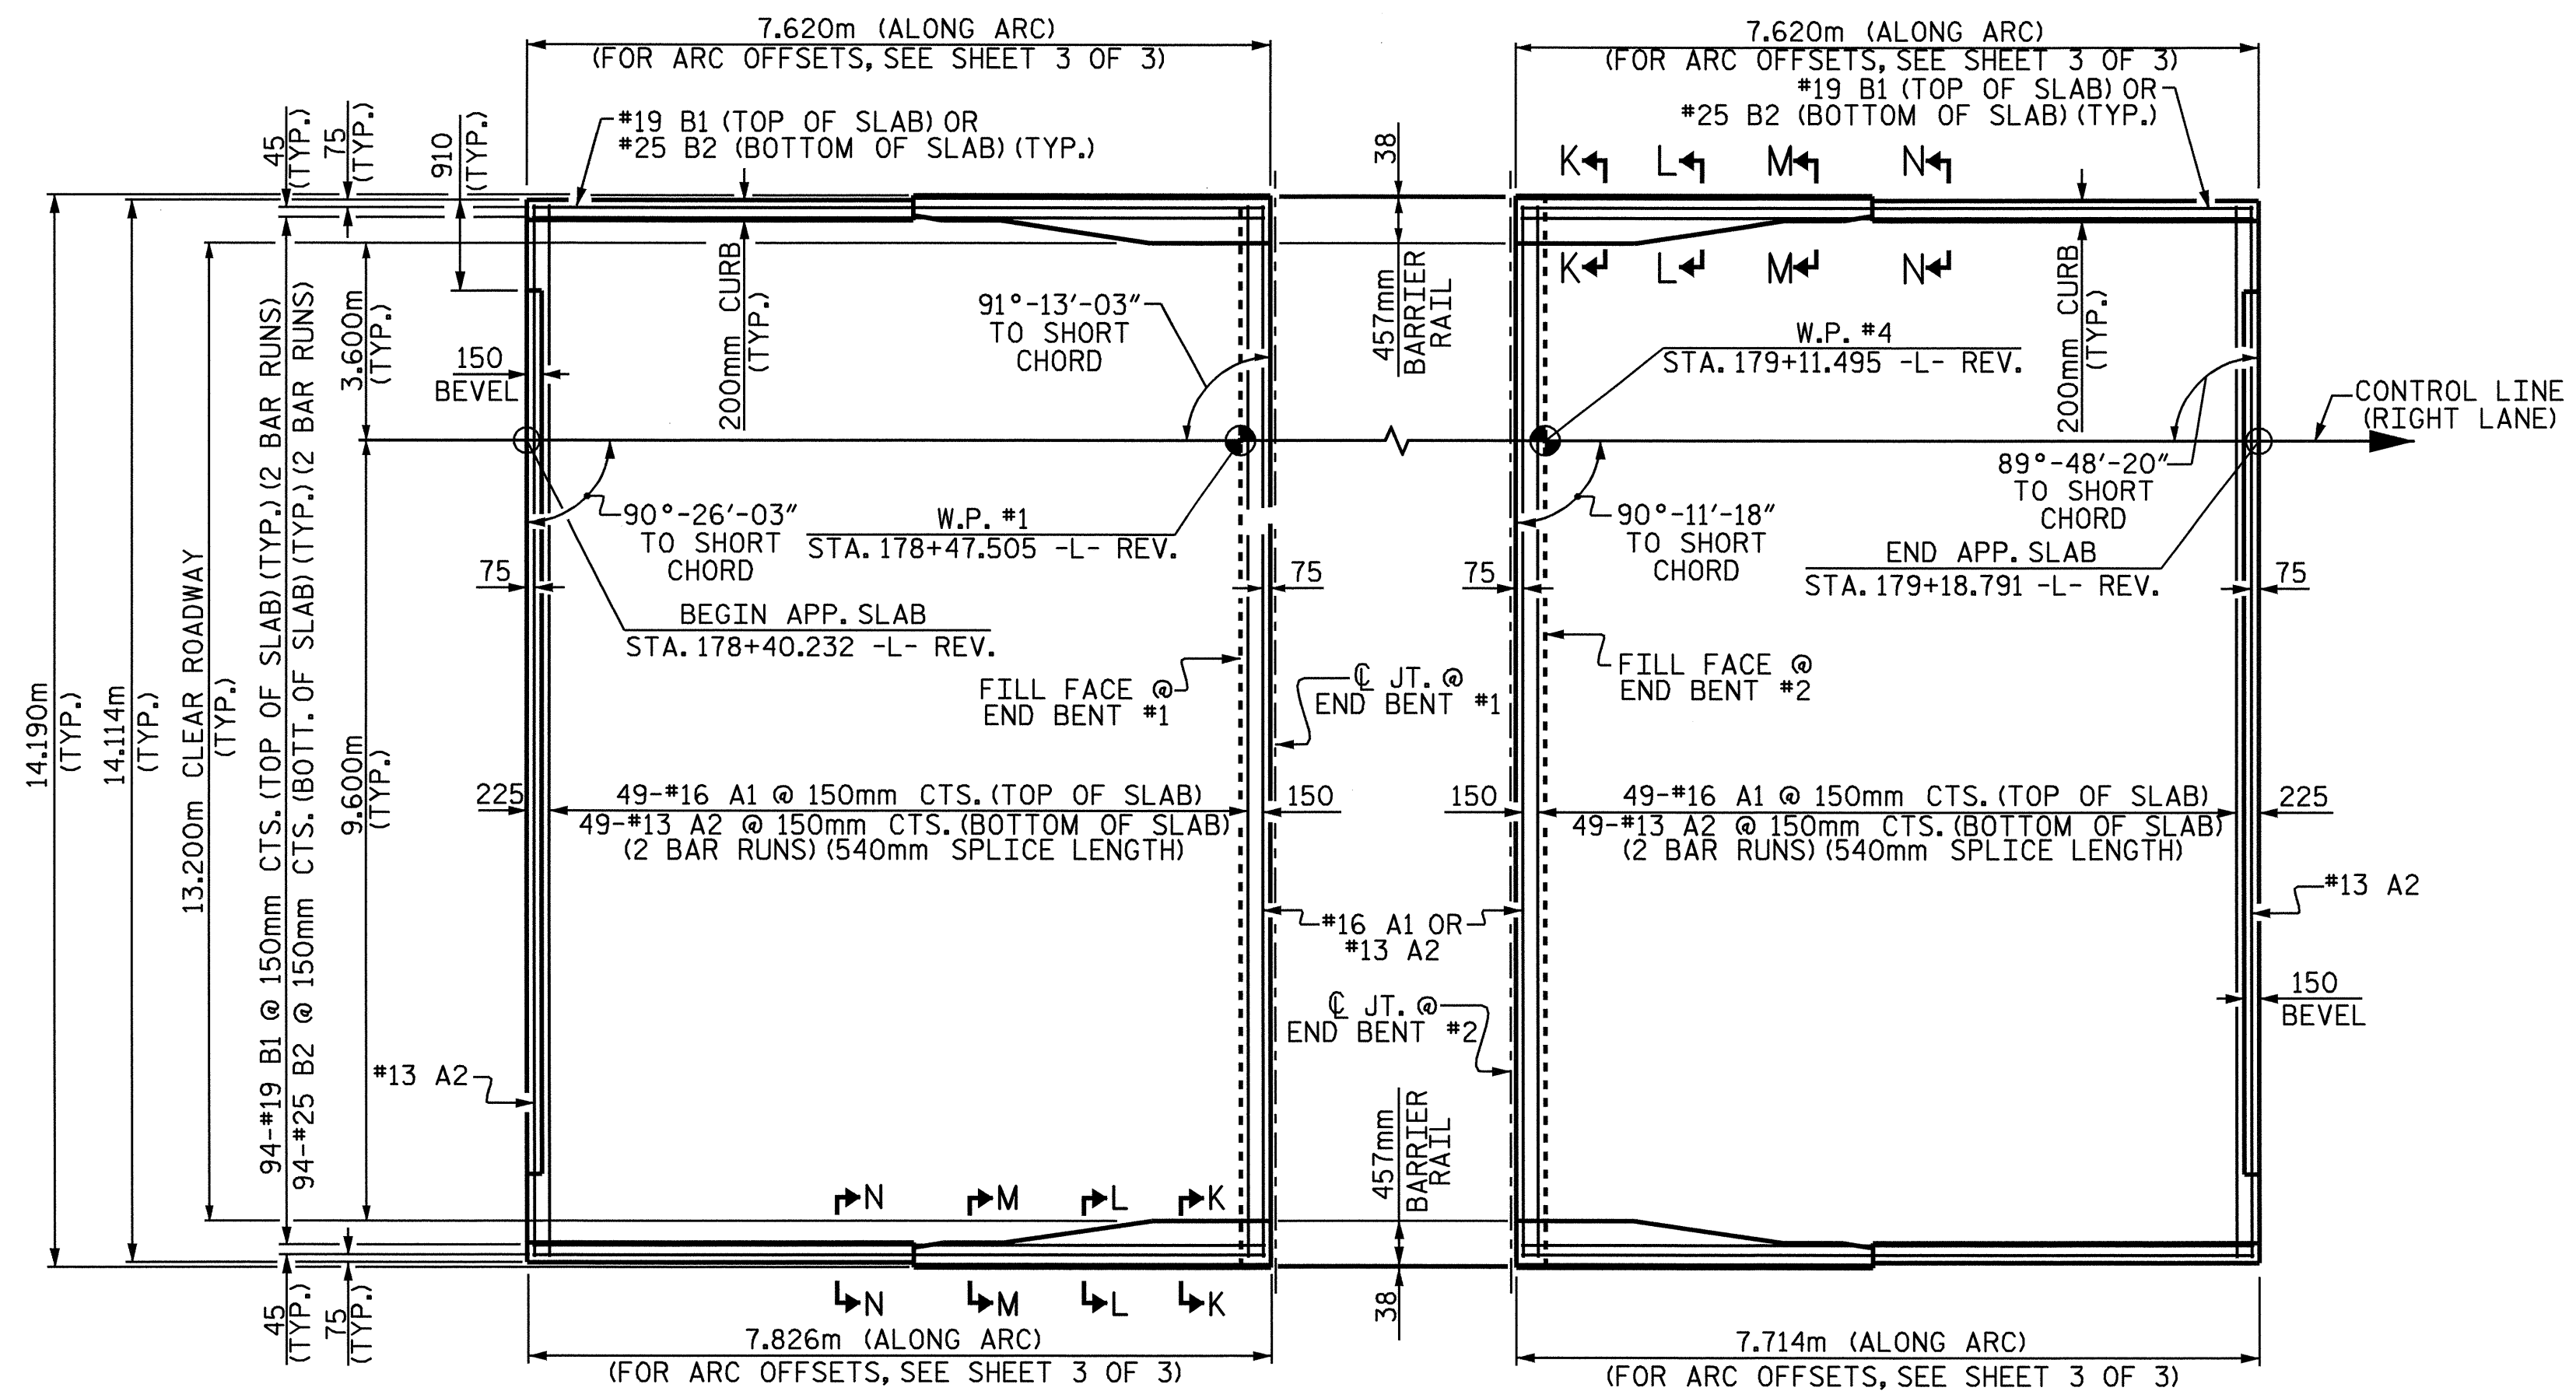 7.620m (ALONG ARC)
(FOR ARC OFFSETS, SEE SHEET 3 OF 3)
7.620m (ALONG ARC)
(FOR ARC OFFSETS, SEE SHEET 3 OF 3)
#19 B1 (TOP OF SLAB) OR
#25 B2 (BOTTOM OF SLAB) (TYP.)
#19 B1 (TOP OF SLAB) OR
#25 B2 (BOTTOM OF SLAB) (TYP.)
45
(TYP.)
75
(TYP.)
910
(TYP.)
38
K
L
M
N
K
L
M
N
200mm CURB
(TYP.)
457mm
BARRIER
RAIL
200mm CURB
(TYP.)
3.600m
(TYP.)
150
BEVEL
91°-13'-03"
TO SHORT
CHORD
W.P. #4
STA. 179+11.495 -L- REV.
CONTROL LINE
(RIGHT LANE)
90°-26'-03"
TO SHORT
CHORD
W.P. #1
STA. 178+47.505 -L- REV.
90°-11'-18"
TO SHORT
CHORD
89°-48'-20"
TO SHORT
CHORD
END APP. SLAB
STA. 179+18.791 -L- REV.
75
75
75
75
BEGIN APP. SLAB
STA. 178+40.232 -L- REV.
FILL FACE @
END BENT #1
℄ JT. @
END BENT #1
FILL FACE @
END BENT #2
14.190m
(TYP.)
14.114m
(TYP.)
13.200m CLEAR ROADWAY
(TYP.)
94-#19 B1 @ 150mm CTS. (TOP OF SLAB) (TYP.) (2 BAR RUNS)
94-#25 B2 @ 150mm CTS. (BOTT. OF SLAB) (TYP.) (2 BAR RUNS)
9.600m
(TYP.)
225
49-#16 A1 @ 150mm CTS. (TOP OF SLAB)
49-#13 A2 @ 150mm CTS. (BOTTOM OF SLAB)
(2 BAR RUNS) (540mm SPLICE LENGTH)
150
150
49-#16 A1 @ 150mm CTS. (TOP OF SLAB)
49-#13 A2 @ 150mm CTS. (BOTTOM OF SLAB)
(2 BAR RUNS) (540mm SPLICE LENGTH)
225
#16 A1 OR
#13 A2
#13 A2
℄ JT. @
END BENT #2
150
BEVEL
#13 A2
457mm
BARRIER
RAIL
N
M
L
K
N
M
L
K
45
(TYP.)
75
(TYP.)
38
7.826m (ALONG ARC)
(FOR ARC OFFSETS, SEE SHEET 3 OF 3)
7.714m (ALONG ARC)
(FOR ARC OFFSETS, SEE SHEET 3 OF 3)